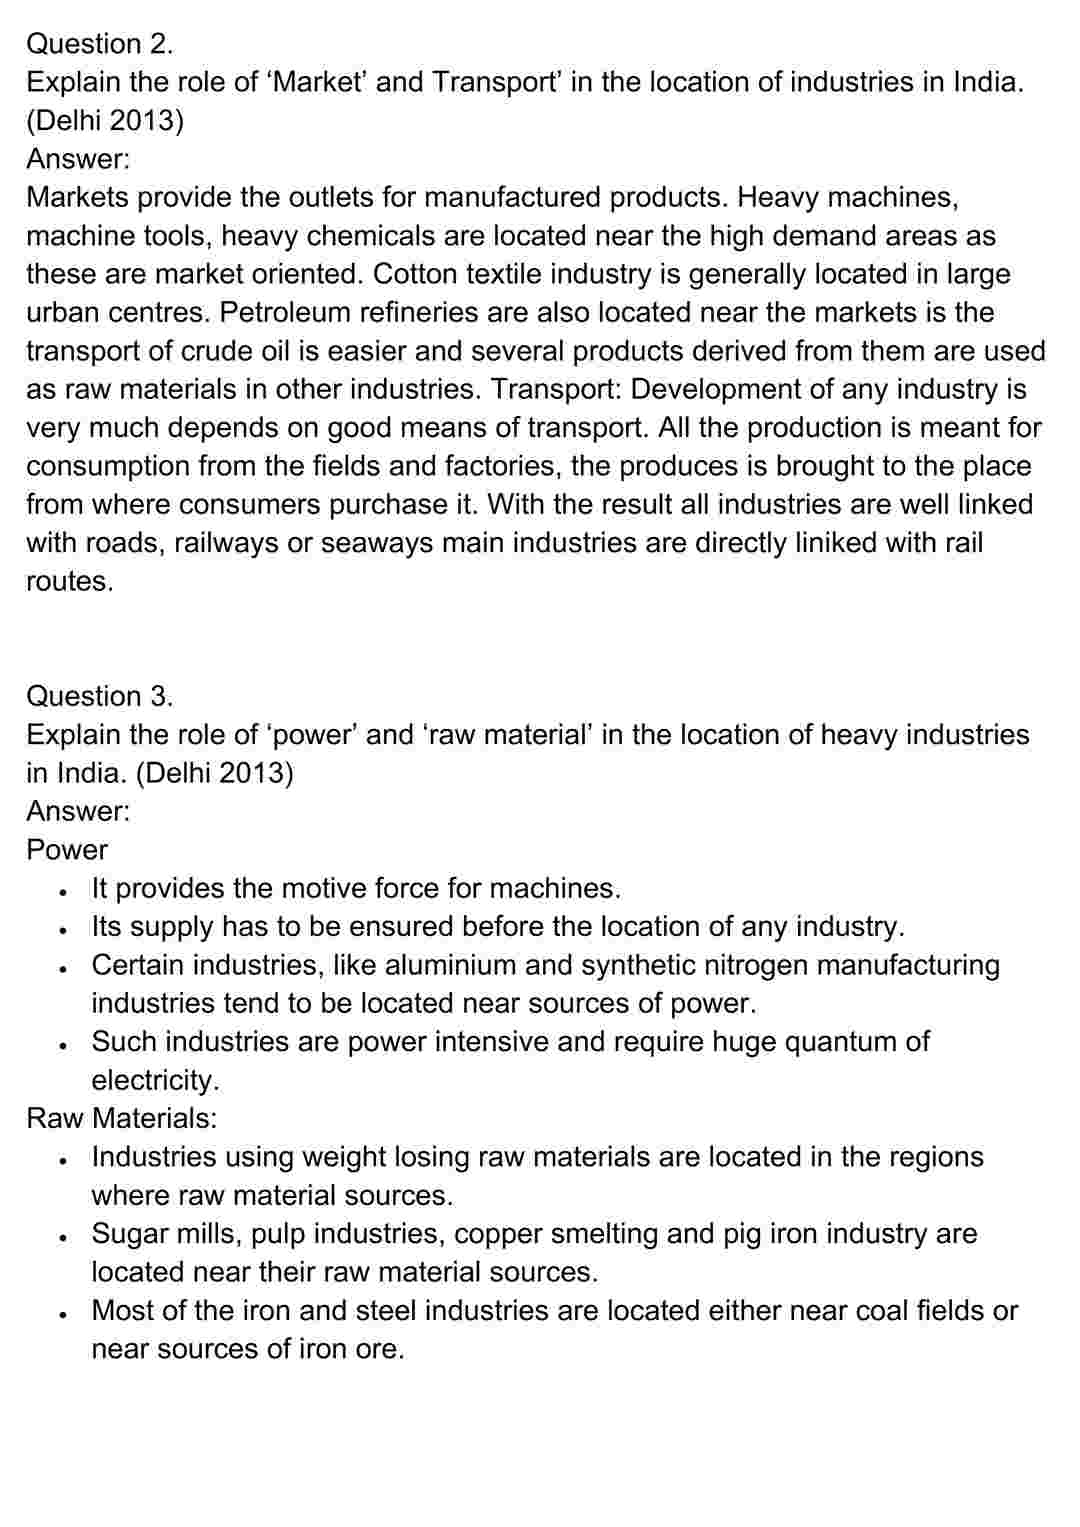 Question 2.
Explain the role of ‘Market’ and Transport’ in the location of industries in India.
(Delhi 2013)
Answer:
Markets provide the outlets for manufactured products. Heavy machines,
machine tools, heavy chemicals are located near the high demand areas as
these are market oriented. Cotton textile industry is generally located in large
urban centres. Petroleum refineries are also located near the markets is the
transport of crude oil is easier and several products derived from them are used
as raw materials in other industries. Transport: Development of any industry is
very much depends on good means of transport. All the production is meant for
consumption from the fields and factories, the produces is brought to the place
from where consumers purchase it. With the result all industries are well linked
with roads, railways or seaways main industries are directly liniked with rail
routes.
Question 3.
Explain the role of ‘power’ and ‘raw material’ in the location of heavy industries
in India. (Delhi 2013)
Answer:
Power
• It provides the motive force for machines.
• Its supply has to be ensured before the location of any industry.
• Certain industries, like aluminium and synthetic nitrogen manufacturing
industries tend to be located near sources of power.
• Such industries are power intensive and require huge quantum of
electricity.
Raw Materials:
• Industries using weight losing raw materials are located in the regions
where raw material sources.
• Sugar mills, pulp industries, copper smelting and pig iron industry are
located near their raw material sources.
• Most of the iron and steel industries are located either near coal fields or
near sources of iron ore.